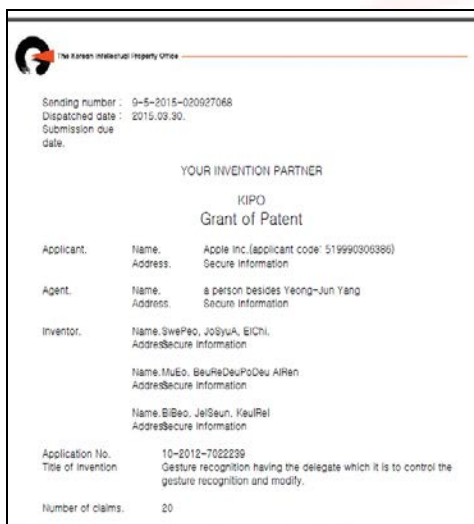 The Korean Intellectual Property Office
Sending number : 9-5-2015-020927068
Dispatched date : 2015.03.30.
Submission due
date.
YOUR INVENTION PARTNER
KIPO
Grant of Patent
Applicant. Name. Apple Inc.(applicant code: 519990306386)
Address. Secure Information
Agent. Name. a person besides Yeong-Jun Yang
Address. Secure Information
Inventor. Name.SwePeo, JoSyuA, ElChi.
AddresSecure Information
Name.MuEo, BeuReDeuPoDeu AlRen
AddresSecure Information
Name.BiBeo, JeiSeun, KeulRel
AddresSecure Information
Application No. 10-2012-7022239
Title of Invention Gesture recognition having the delegate which it is to control the
gesture recognition and modify.
Number of claims. 20